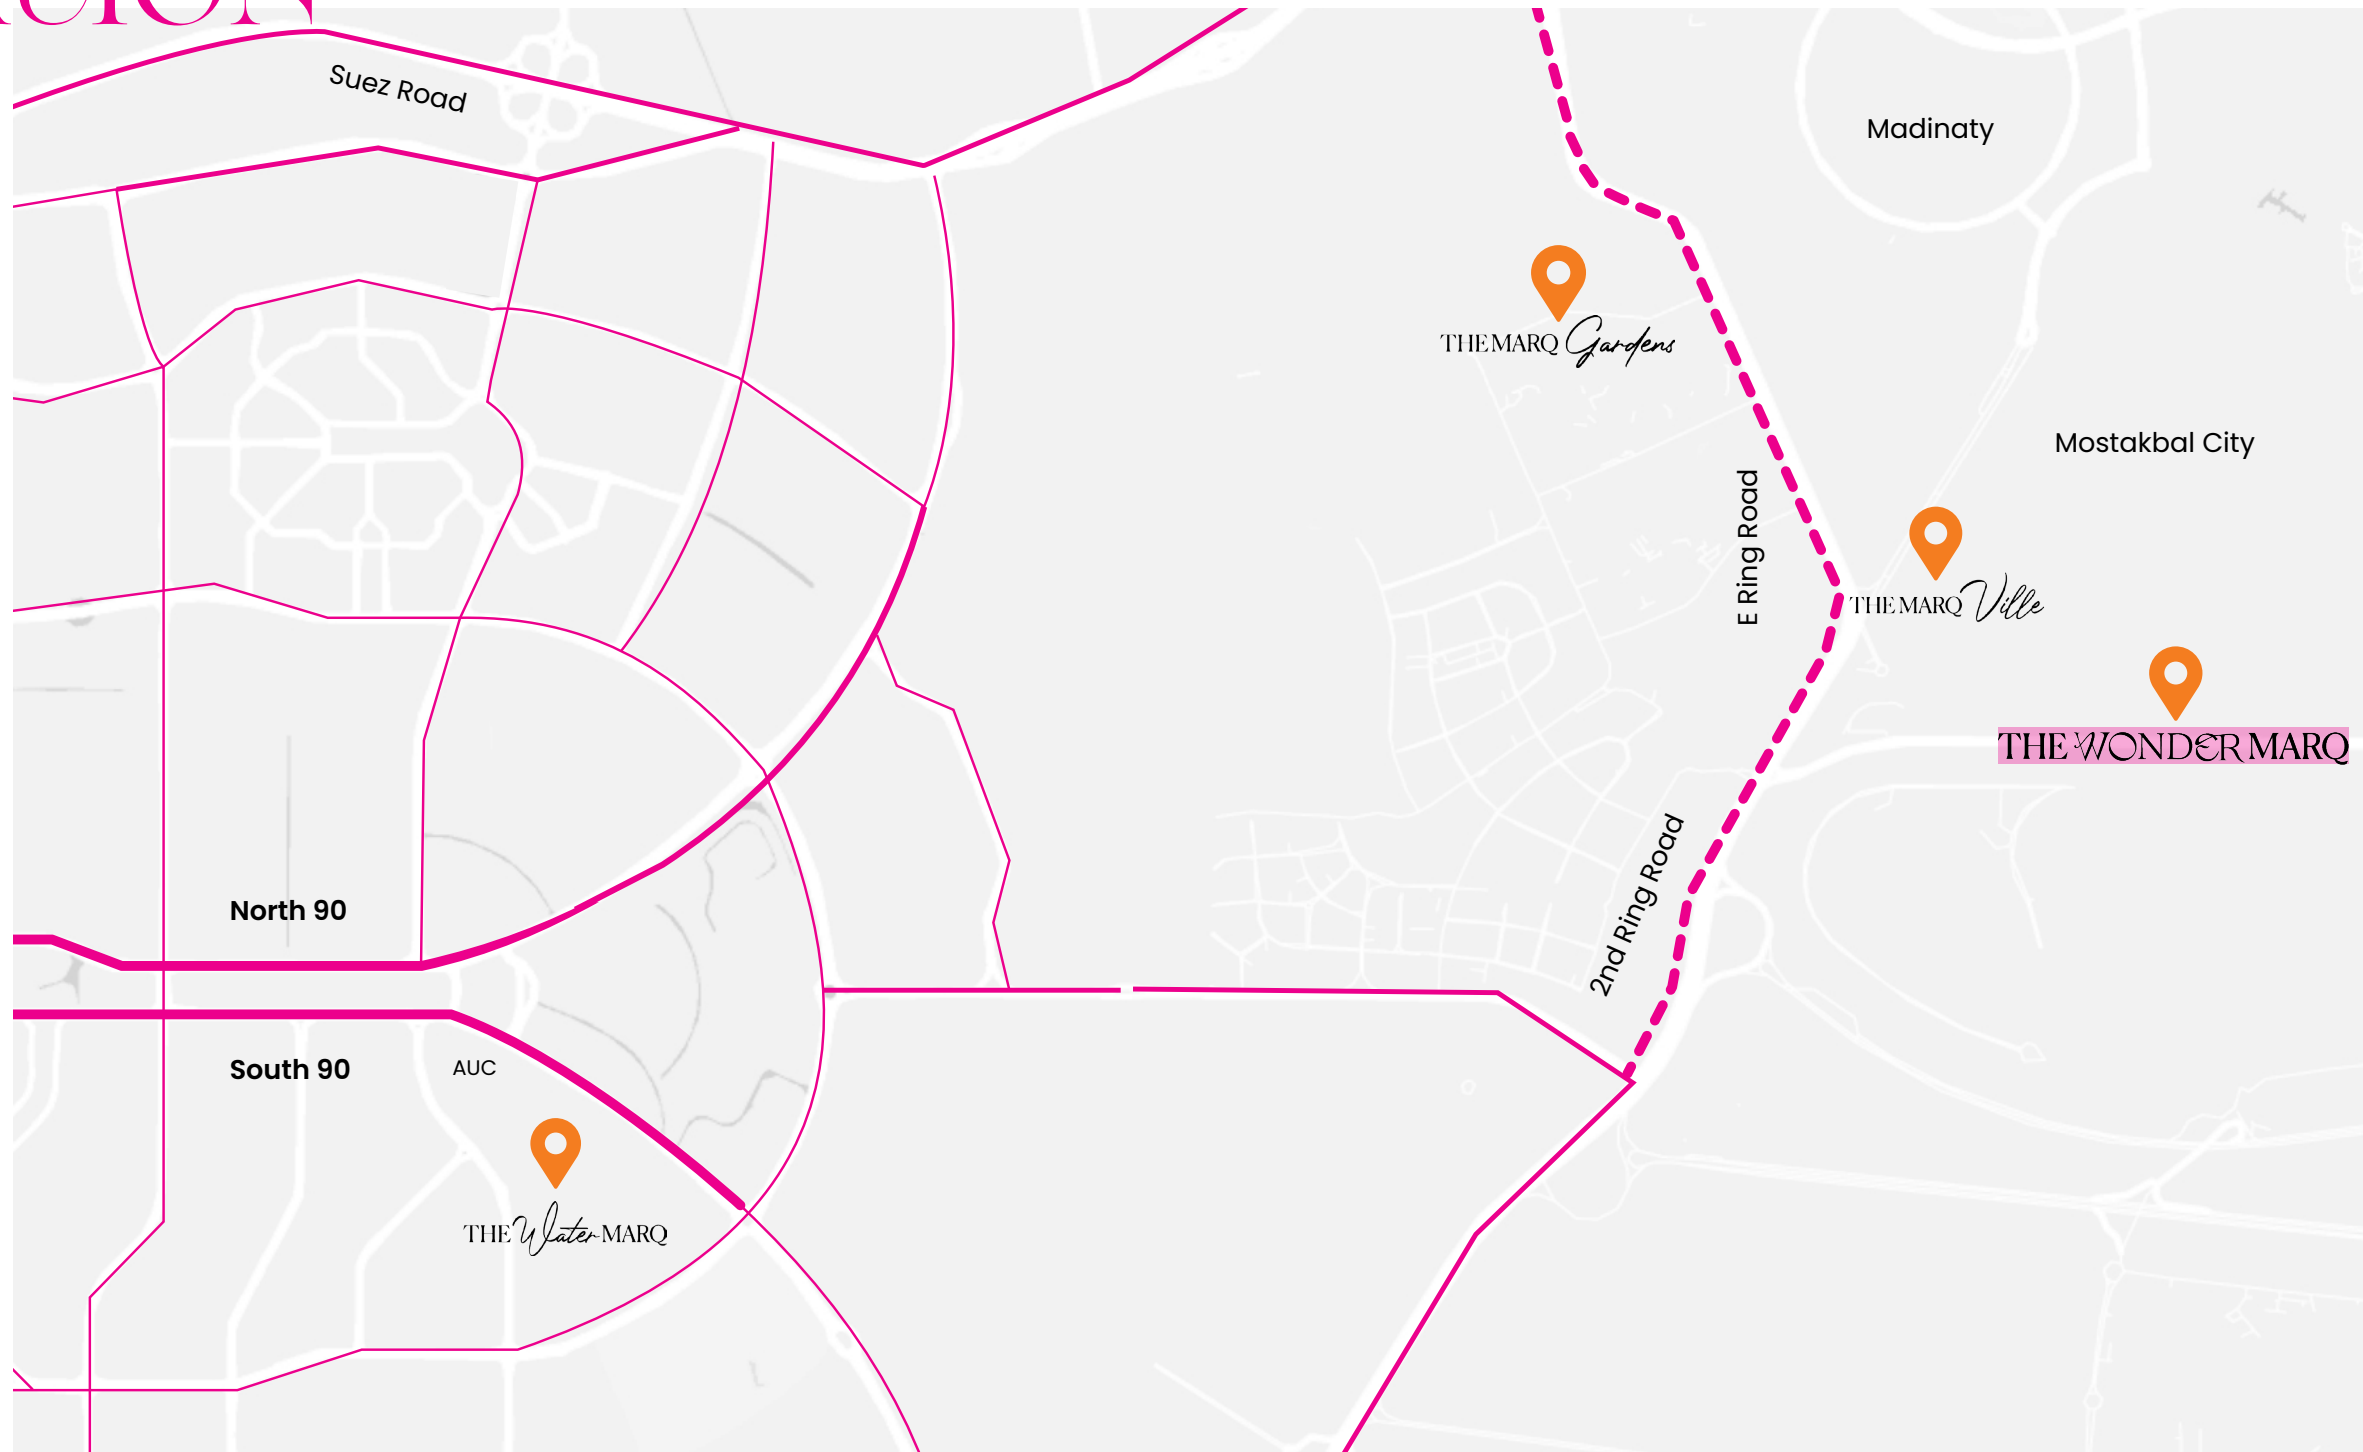 Suez Road
Madinaty
THE MARQ Gardens
Mostakbal City
E Ring Road
THE MARQ Ville
THE WONDER MARQ
2nd Ring Road
North 90
South 90
AUC
THE Water MARQ